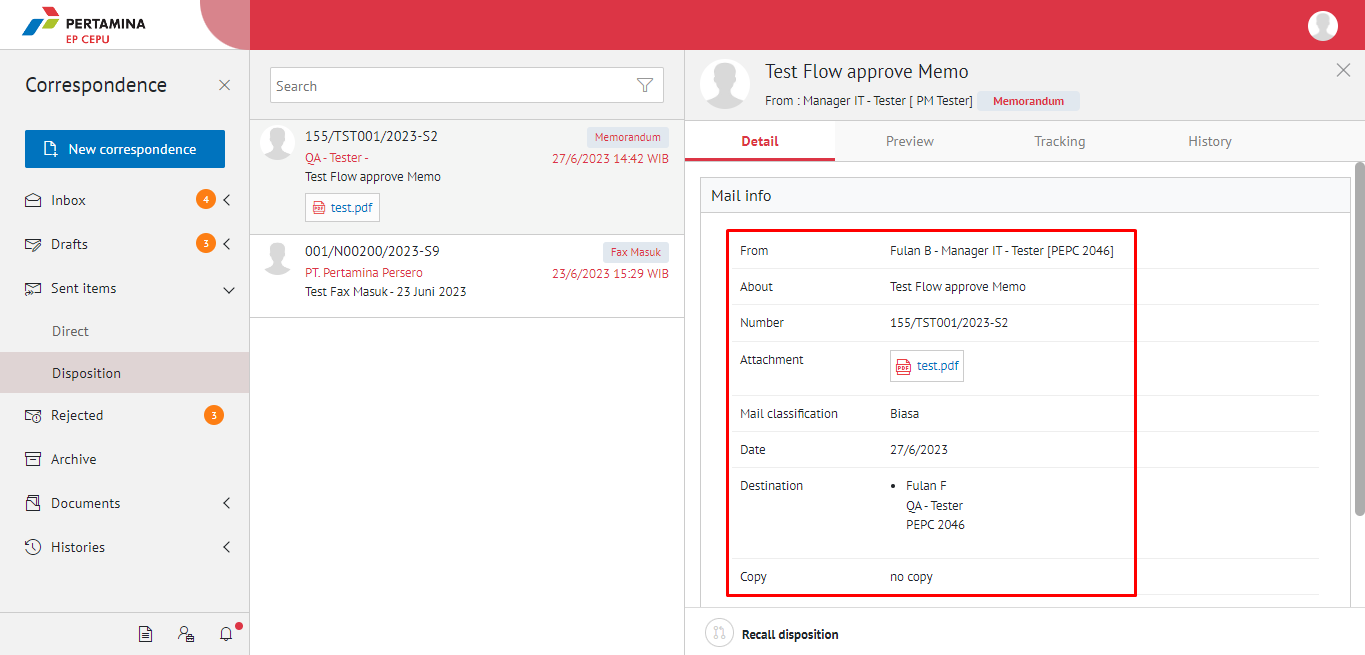 PERTAMINA
EP CEPU
Correspondence
New correspondence
Inbox 4
Drafts 3
Sent items
Direct
Disposition
Rejected 3
Archive
Documents
Histories
Search
155/TST001/2023-S2 Memorandum
QA - Tester - 27/6/2023 14:42 WIB
Test Flow approve Memo
PDF test.pdf
001/N00200/2023-S9 Fax Masuk
PT. Pertamina Persero 23/6/2023 15:29 WIB
Test Fax Masuk - 23 Juni 2023
Test Flow approve Memo
From : Manager IT - Tester [ PM Tester] Memorandum
Detail Preview Tracking History
Mail info
From Fulan B - Manager IT - Tester [PEPC 2046]
About Test Flow approve Memo
Number 155/TST001/2023-S2
Attachment PDF test.pdf
Mail classification Biasa
Date 27/6/2023
Destination • Fulan F
QA - Tester
PEPC 2046
Copy no copy
Recall disposition